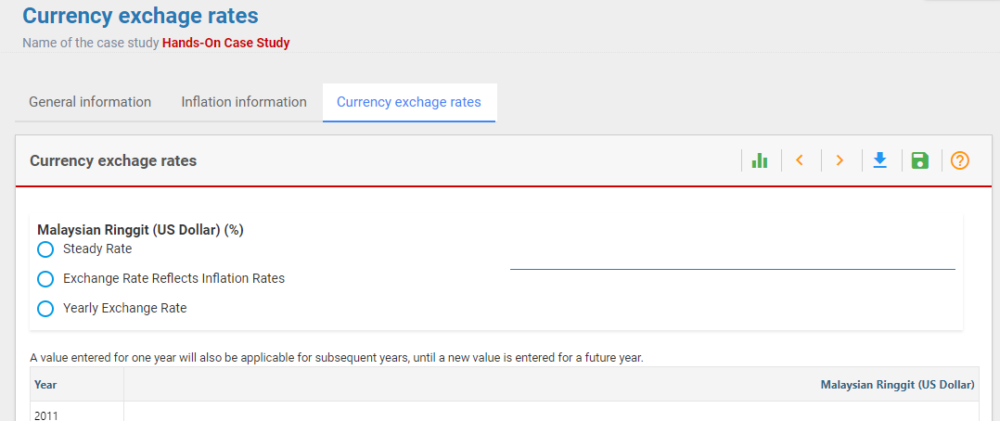 Currency exchage rates
Name of the case study Hands-On Case Study
General information Inflation information Currency exchage rates
Currency exchage rates
Malaysian Ringgit (US Dollar) (%)
Steady Rate
Exchange Rate Reflects Inflation Rates
Yearly Exchange Rate
A value entered for one year will also be applicable for subsequent years, until a new value is entered for a future year.
Year Malaysian Ringgit (US Dollar)
2011